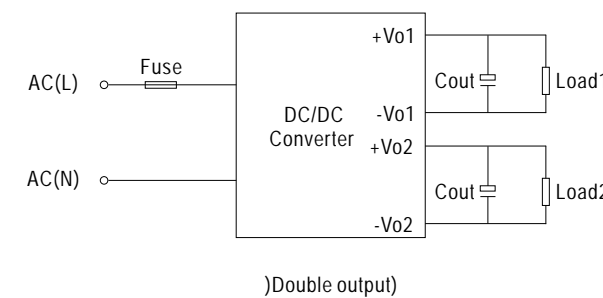 +Vo1
Fuse
AC(L)
Cout
Load1
DC/DC
Converter
-Vo1
+Vo2
AC(N)
Cout
Load2
-Vo2
)Double output)